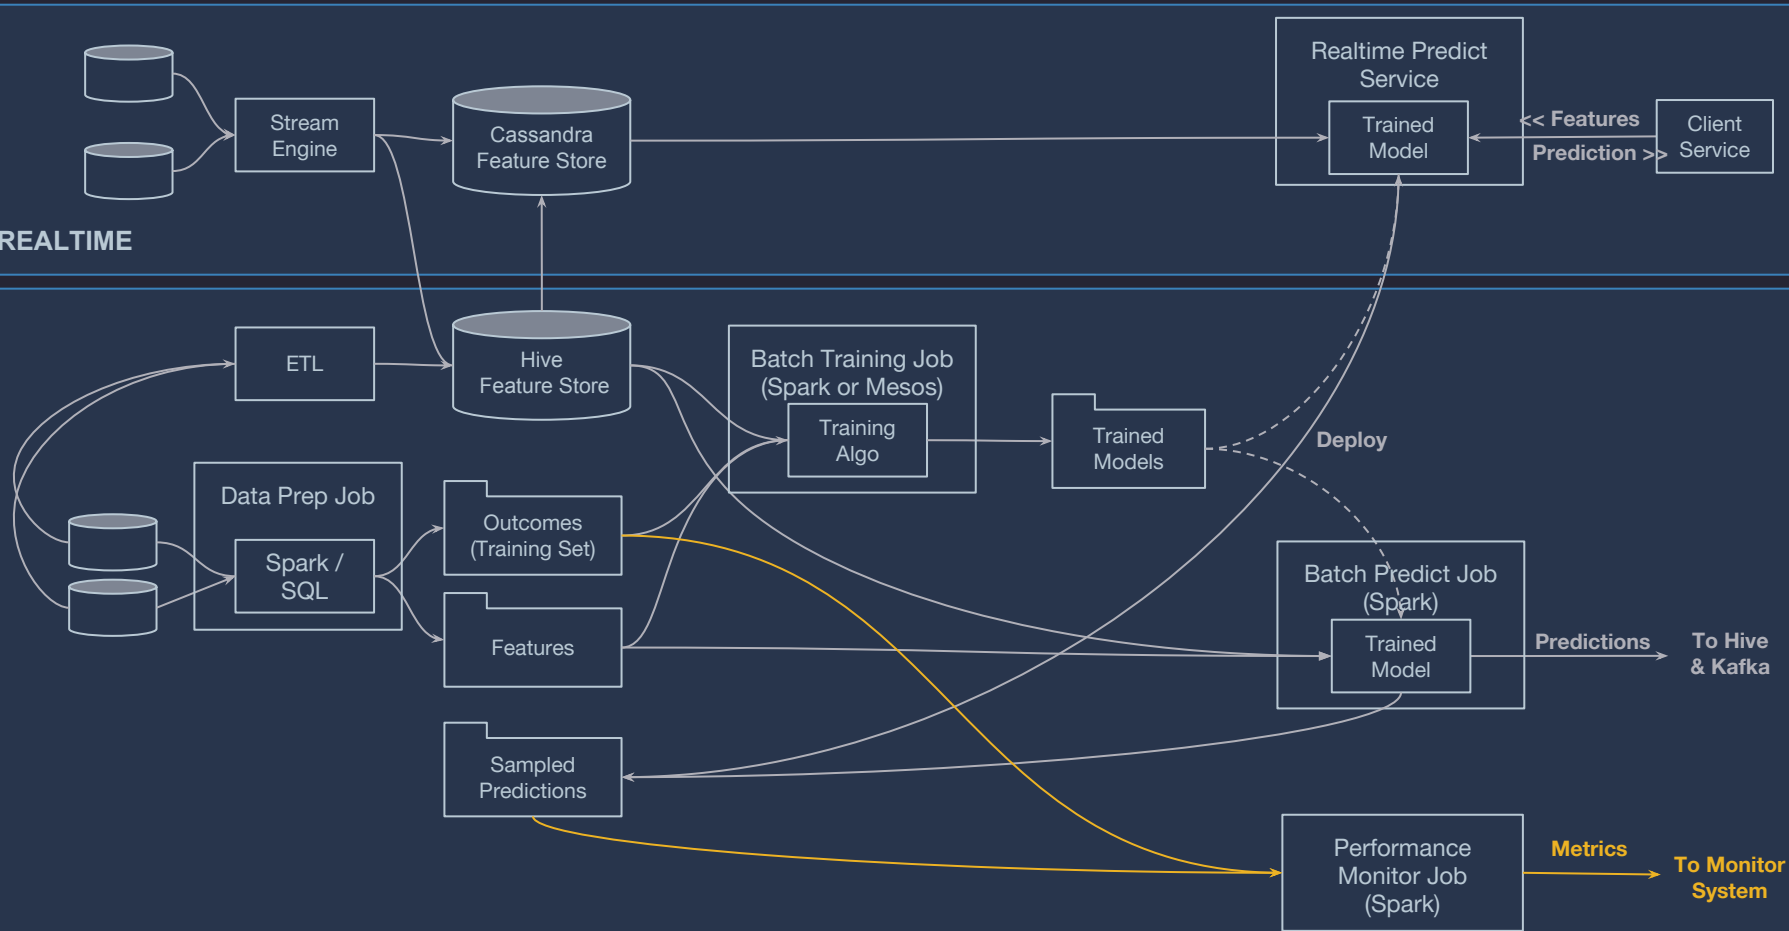 Realtime Predict
Service
Stream
Engine
Cassandra
Feature Store
Trained
Model
<< Features
Prediction >>
Client
Service
REALTIME
ETL
Hive
Feature Store
Batch Training Job
(Spark or Mesos)
Training
Algo
Trained
Models
Deploy
Data Prep Job
Spark /
SQL
Outcomes
(Training Set)
Features
Batch Predict Job
(Spark)
Trained
Model
Predictions
To Hive
& Kafka
Sampled
Predictions
Performance
Monitor Job
(Spark)
Metrics
To Monitor
System